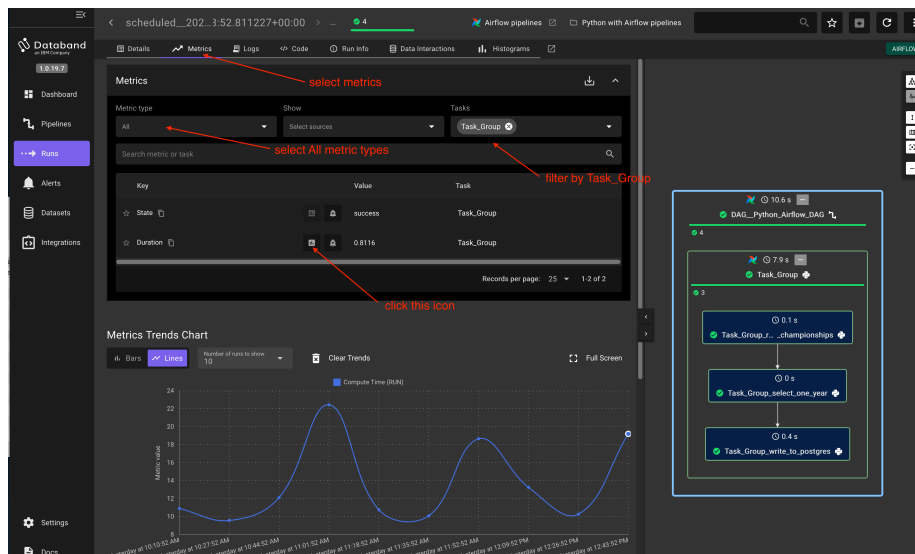 Databand
an IBM Company
1.0.19.7
Dashboard
Pipelines
Runs
Alerts
Datasets
Integrations
Settings
Docs
scheduled__202...3:52.811227+00:00 > ...
4
Airflow pipelines
Python with Airflow pipelines
Details
Metrics
Logs
</> Code
Run Info
Data Interactions
Histograms
AIRFLOW
select metrics
Metrics
Metric type
Show
Tasks
All
Select sources
Task_Group
select All metric types
filter by Task_Group
Search metric or task
Key
Value
Task
State
success
Task_Group
Duration
0.8116
Task_Group
Records per page: 25
1-2 of 2
click this icon
Metrics Trends Chart
Bars
Lines
Number of runs to show
10
Clear Trends
Full Screen
Compute Time (RUN)
Metric value
24
22
20
18
16
14
12
10
8
yesterday at 10:10:52 AM
yesterday at 10:27:52 AM
yesterday at 10:44:52 AM
yesterday at 11:01:52 AM
yesterday at 11:18:52 AM
yesterday at 11:35:52 AM
yesterday at 11:52:52 AM
yesterday at 12:09:52 PM
yesterday at 12:26:52 PM
yesterday at 12:43:52 PM
10.6 s
DAG__Python_Airflow_DAG
4
7.9 s
Task_Group
3
0.1 s
Task_Group_r... _championships
0 s
Task_Group_select_one_year
0.4 s
Task_Group_write_to_postgres